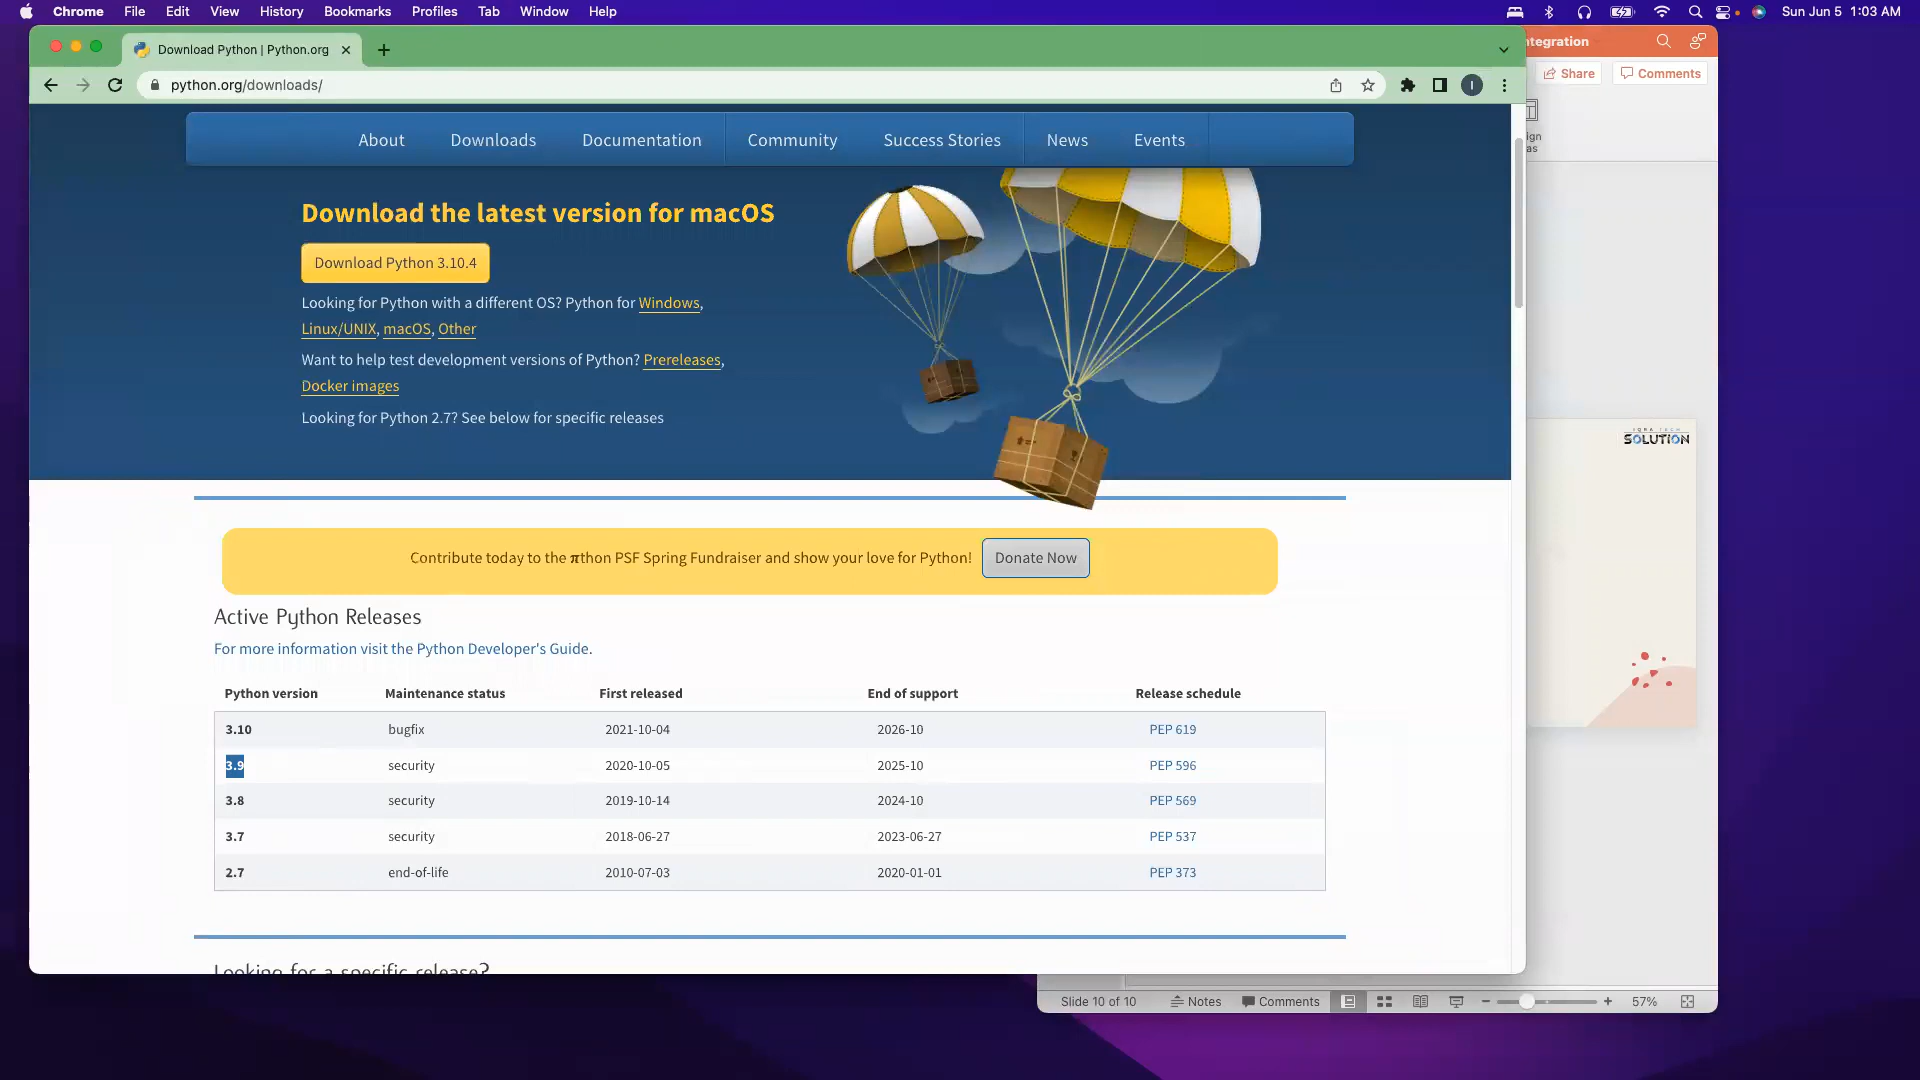 Chrome File Edit View History Bookmarks Profiles Tab Window Help Sun Jun 5 1:03 AM
Download Python | Python.org
ntegration
python.org/downloads/
I
Share Comments
ign
as
About Downloads Documentation Community Success Stories News Events
Download the latest version for macOS
Download Python 3.10.4
Looking for Python with a different OS? Python for Windows,
Linux/UNIX, macOS, Other
Want to help test development versions of Python? Prereleases,
Docker images
Looking for Python 2.7? See below for specific releases
SOLUTION
Contribute today to the πthon PSF Spring Fundraiser and show your love for Python! Donate Now
Active Python Releases
For more information visit the Python Developer's Guide.
Python version Maintenance status First released End of support Release schedule
3.10 bugfix 2021-10-04 2026-10 PEP 619
3.9 security 2020-10-05 2025-10 PEP 596
3.8 security 2019-10-14 2024-10 PEP 569
3.7 security 2018-06-27 2023-06-27 PEP 537
2.7 end-of-life 2010-07-03 2020-01-01 PEP 373
Looking for a specific release?
Slide 10 of 10 Notes Comments 57%